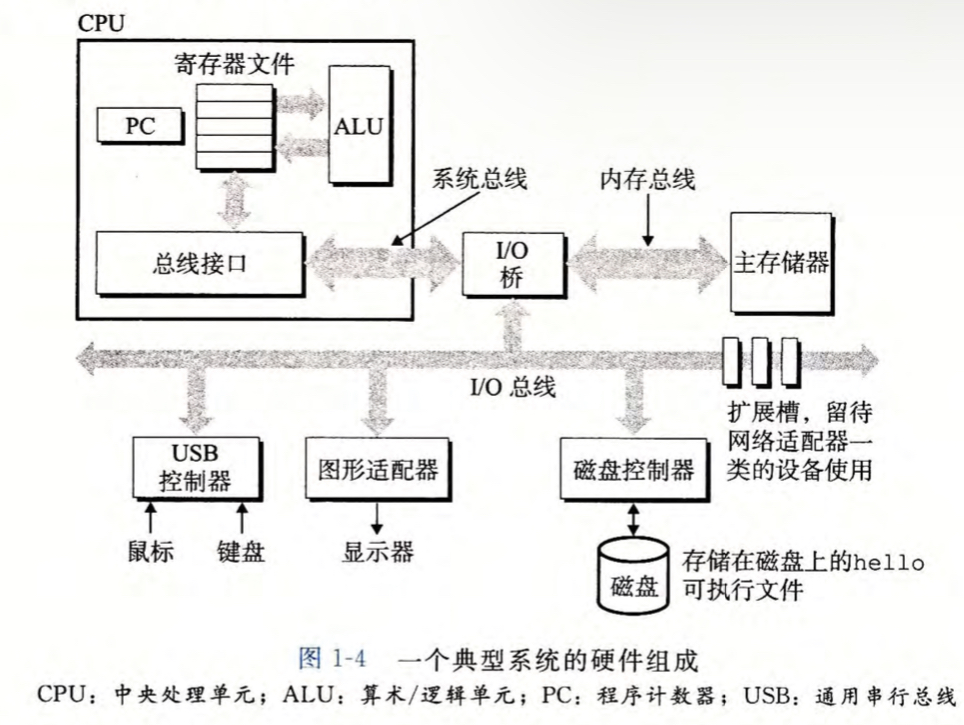 CPU
寄存器文件
PC
ALU
系统总线
内存总线
总线接口
I/O
桥
主存储器
I/O 总线
扩展槽，留待
网络适配器一
类的设备使用
USB
控制器
图形适配器
磁盘控制器
鼠标
键盘
显示器
磁盘
存储在磁盘上的hello
可执行文件
图 1-4 一个典型系统的硬件组成
CPU：中央处理单元；ALU：算术/逻辑单元；PC：程序计数器；USB：通用串行总线